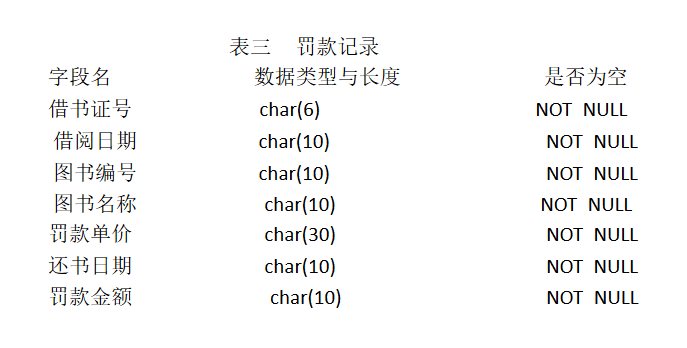 表三 罚款记录
字段名 数据类型与长度 是否为空
借书证号 char(6) NOT NULL
借阅日期 char(10) NOT NULL
图书编号 char(10) NOT NULL
图书名称 char(10) NOT NULL
罚款单价 char(30) NOT NULL
还书日期 char(10) NOT NULL
罚款金额 char(10) NOT NULL